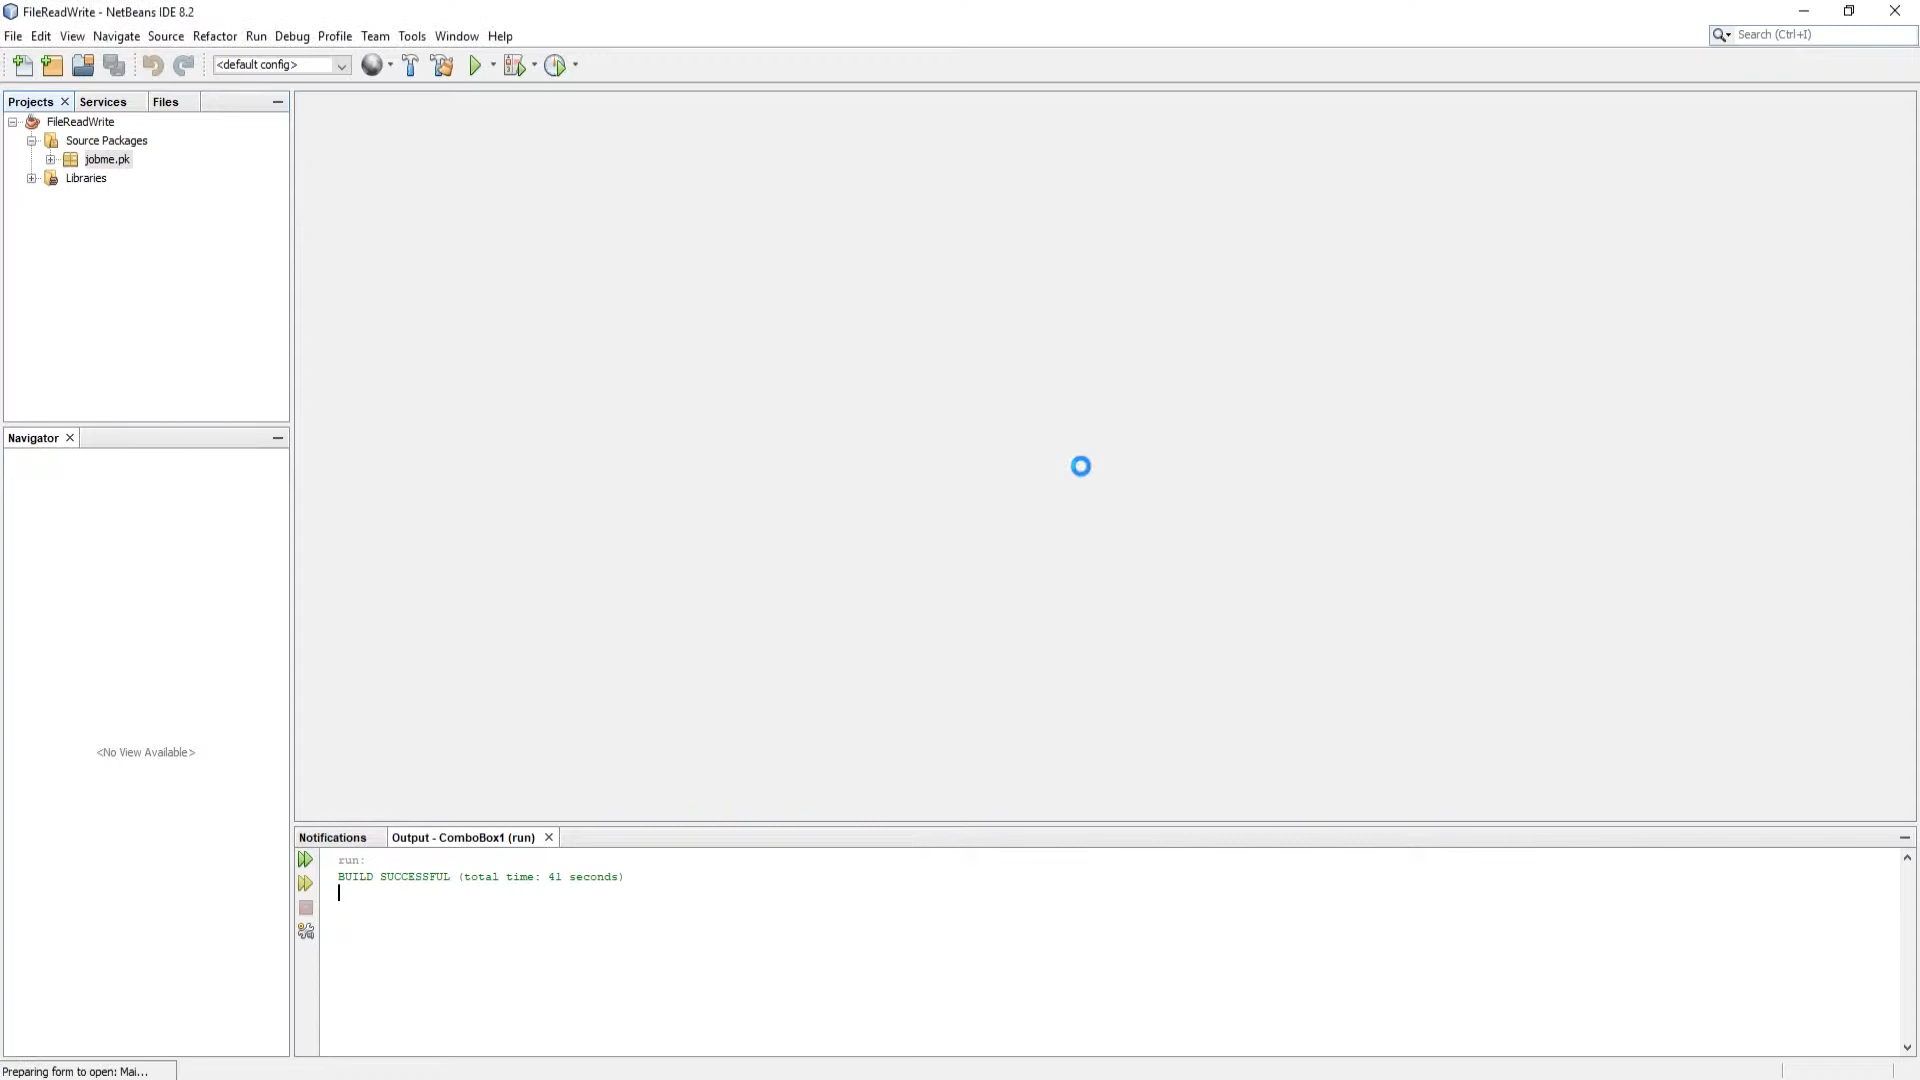 FileReadWrite - NetBeans IDE 8.2
File Edit View Navigate Source Refactor Run Debug Profile Team Tools Window Help
Search (Ctrl+I)
<default config>
Projects Services Files
FileReadWrite
Source Packages
jobme.pk
Libraries
Navigator
<No View Available>
Notifications Output - ComboBox1 (run)
run:
BUILD SUCCESSFUL (total time: 41 seconds)
Preparing form to open: Mai...